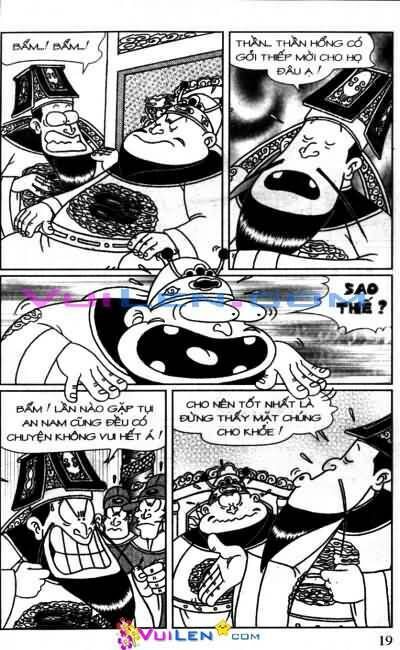 BẨM...! BẨM...!
THẦN... THẦN HỔNG CÓ
GỞI THIẾP MỜI CHO HỌ
ĐÂU Ạ!
VUILEN.COM
SAO
THẾ?
BẨM! LẦN NÀO GẶP TỤI
AN NAM CŨNG ĐỀU CÓ
CHUYỆN KHÔNG VUI HẾT Á!
CHO NÊN TỐT NHẤT LÀ
ĐỪNG THẤY MẶT CHÚNG
CHO KHỎE!
VUILEN.COM
19